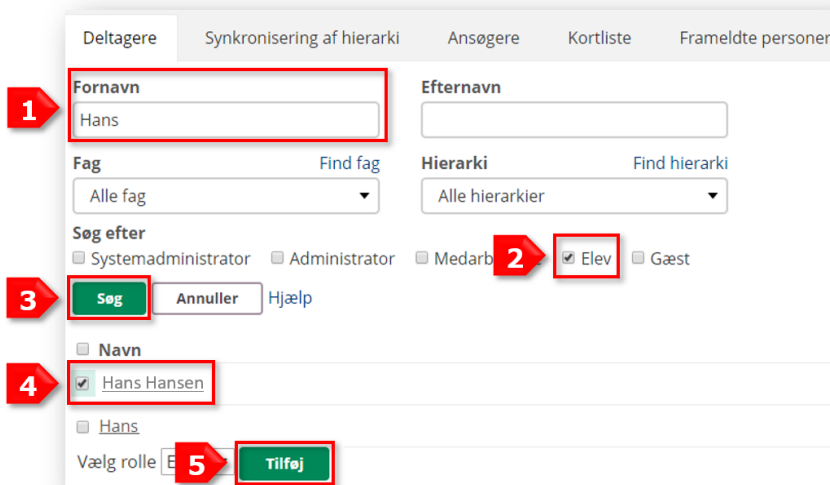 Deltagere Synkronisering af hierarki Ansøgere Kortliste Frameldte personer
Fornavn Efternavn
1
Hans
Fag Find fag Hierarki Find hierarki
Alle fag Alle hierarkier
Søg efter
Systemadministrator Administrator 2 Elev Gæst
3 Søg Annuller Hjælp
Navn
4 Hans Hansen
Hans
Vælg rolle 5 Tilføj